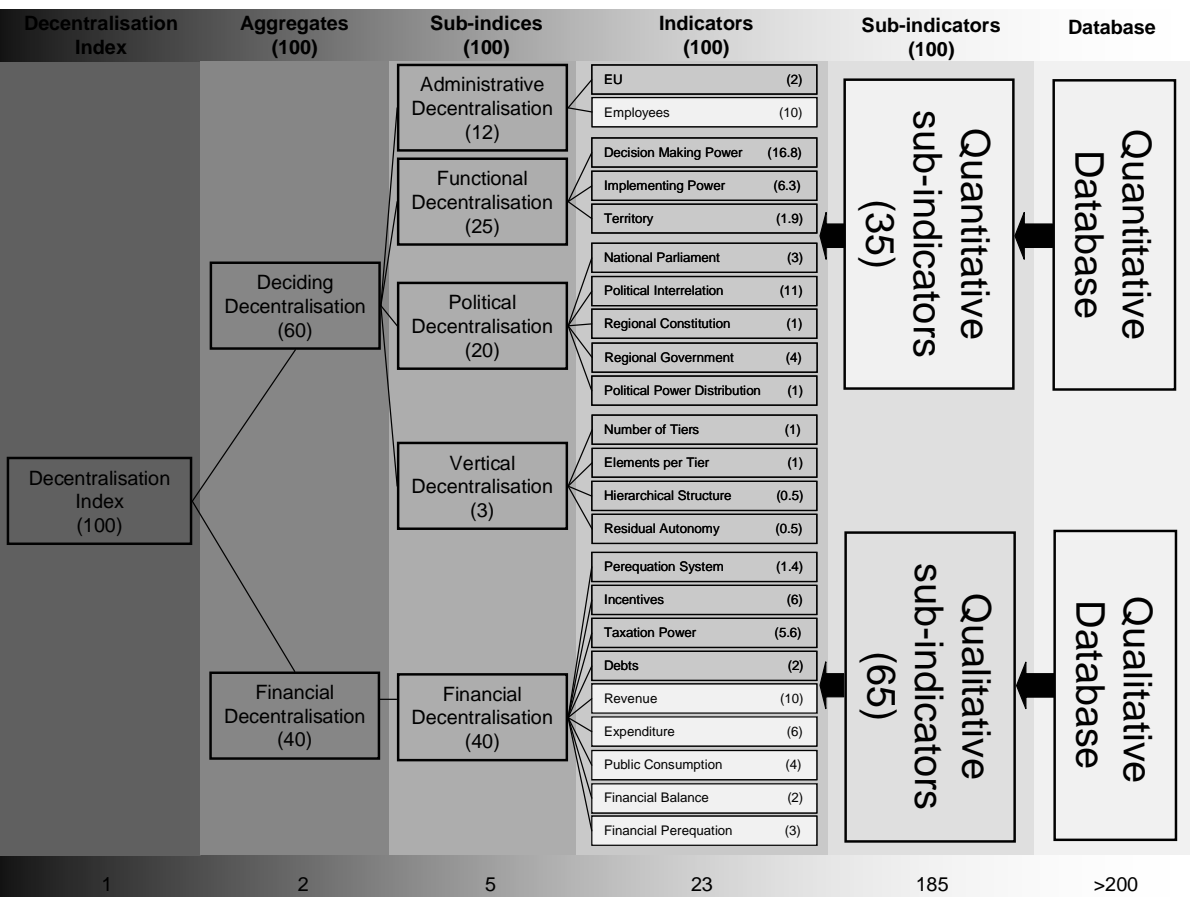 Decentralisation
Index
Aggregates
(100)
Sub-indices
(100)
Indicators
(100)
Sub-indicators
(100)
Database
Decentralisation
Index
(100)
Deciding
Decentralisation
(60)
Financial
Decentralisation
(40)
Administrative
Decentralisation
(12)
Functional
Decentralisation
(25)
Political
Decentralisation
(20)
Vertical
Decentralisation
(3)
Financial
Decentralisation
(40)
EU (2)
Employees (10)
Decision Making Power (16.8)
Implementing Power (6.3)
Territory (1.9)
National Parliament (3)
Political Interrelation (11)
Regional Constitution (1)
Regional Government (4)
Political Power Distribution (1)
Number of Tiers (1)
Elements per Tier (1)
Hierarchical Structure (0.5)
Residual Autonomy (0.5)
Perequation System (1.4)
Incentives (6)
Taxation Power (5.6)
Debts (2)
Revenue (10)
Expenditure (6)
Public Consumption (4)
Financial Balance (2)
Financial Perequation (3)
Quantitative
sub-indicators
(35)
Qualitative
sub-indicators
(65)
Quantitative
Database
Qualitative
Database
1 2 5 23 185 >200